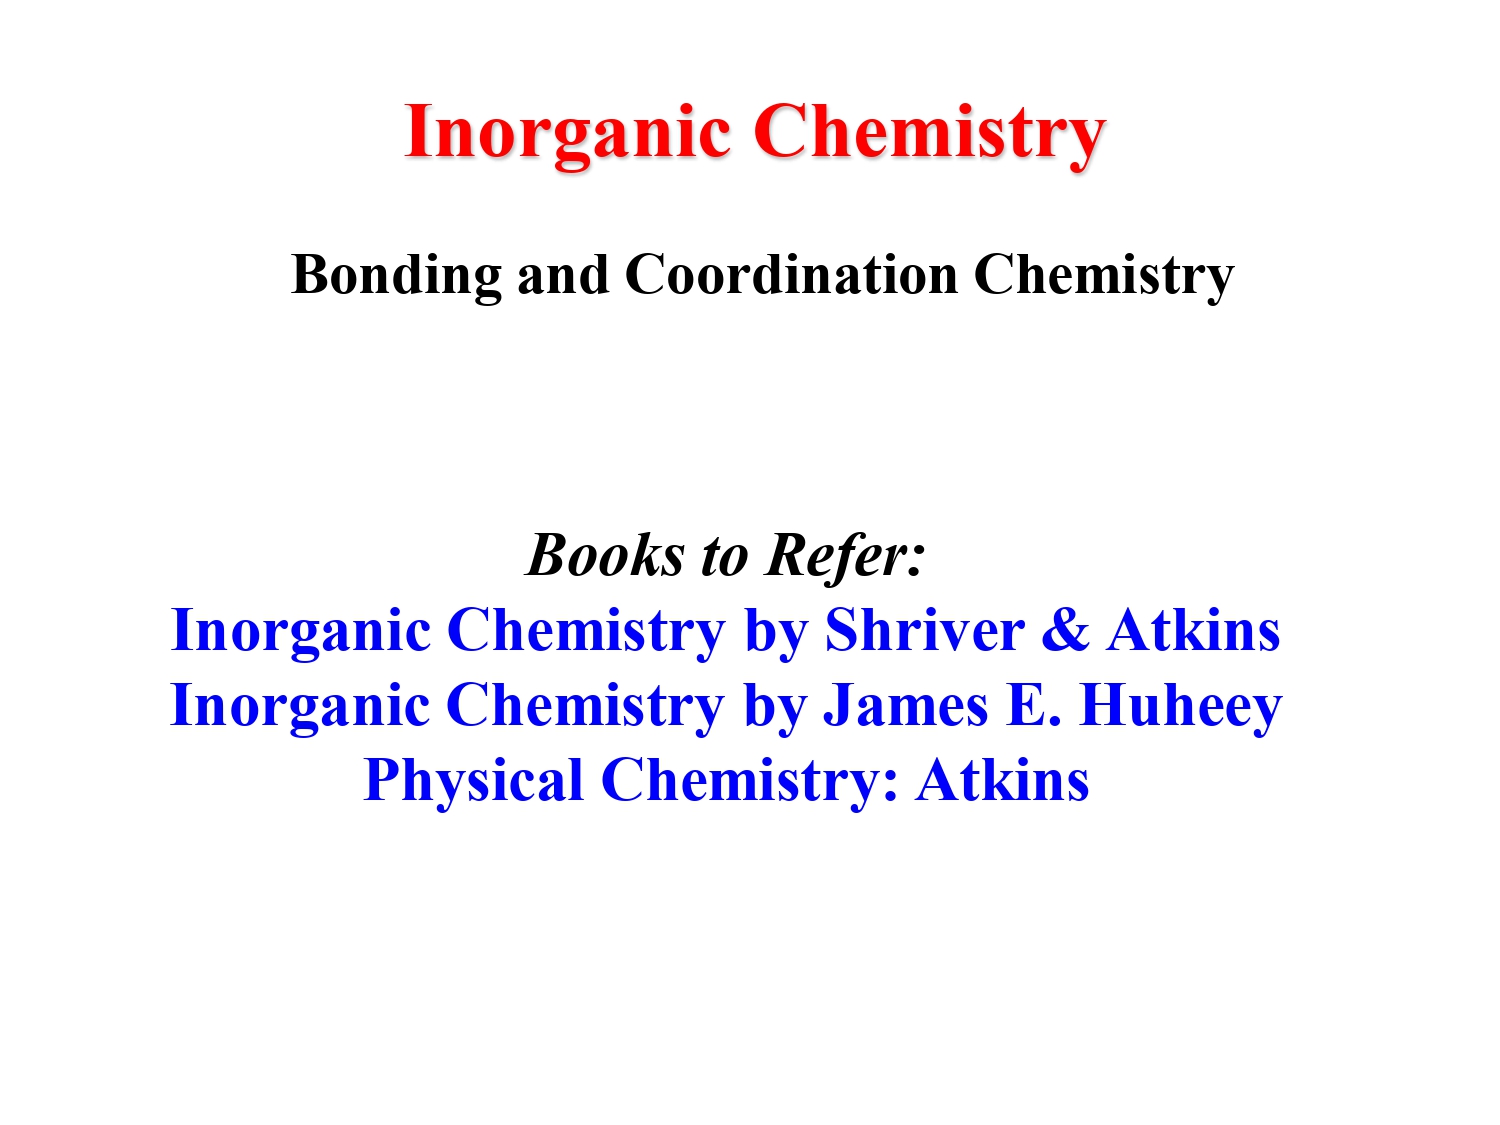 Inorganic Chemistry
Bonding and Coordination Chemistry
Books to Refer:
Inorganic Chemistry by Shriver & Atkins
Inorganic Chemistry by James E. Huheey
Physical Chemistry: Atkins